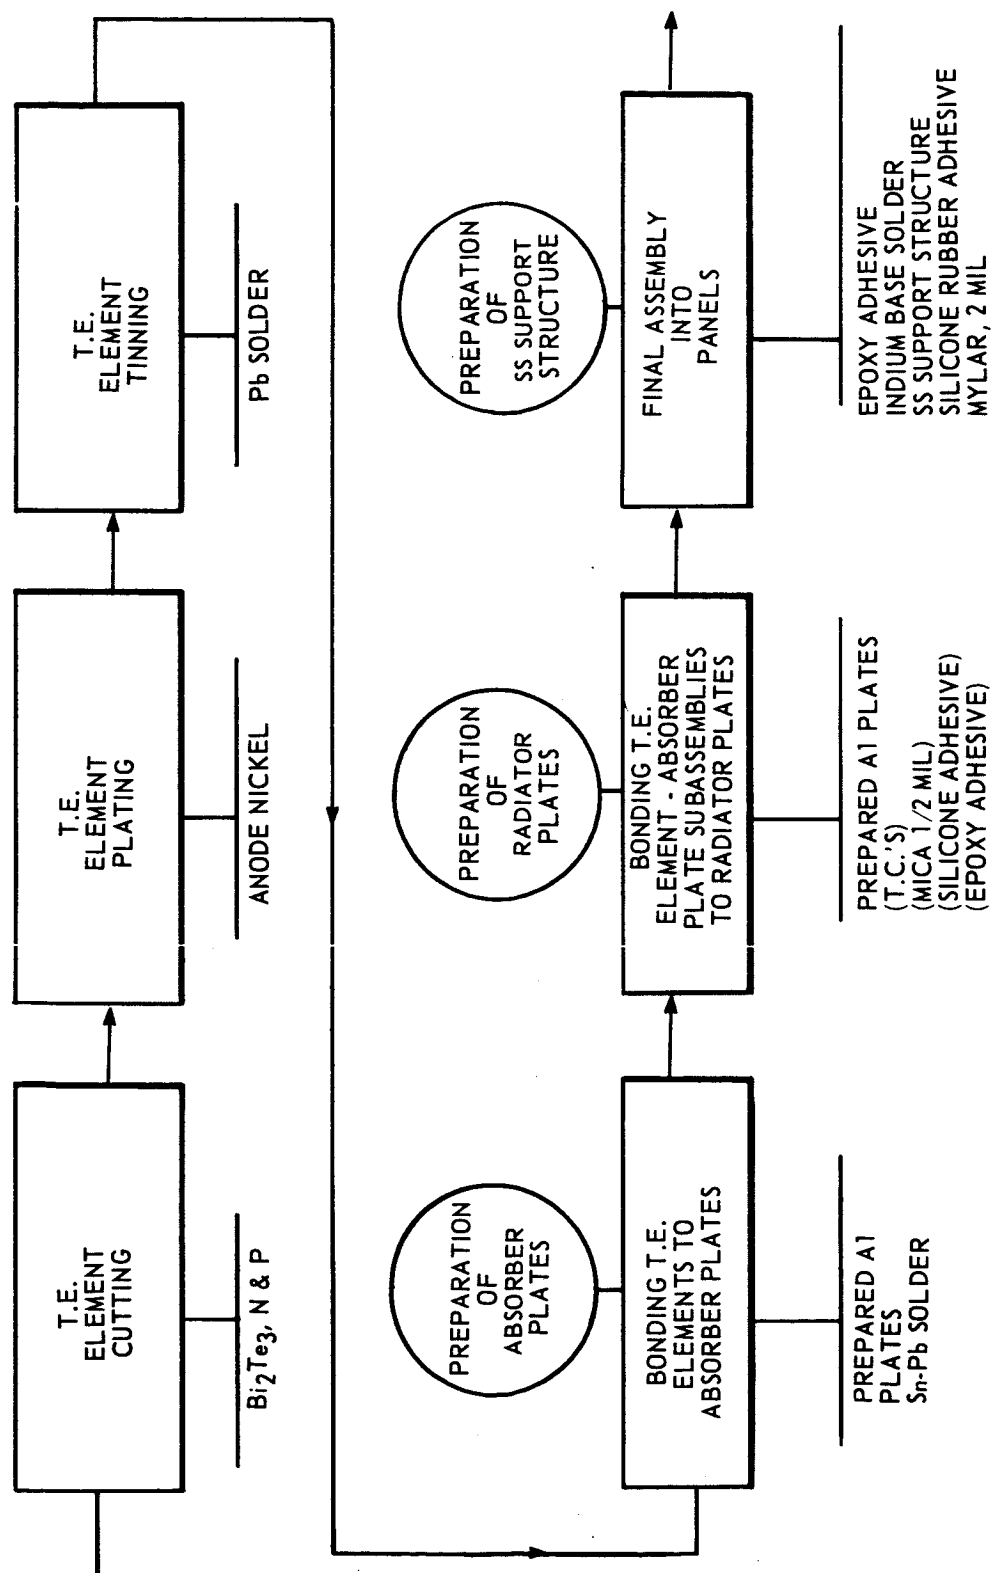 T.E.
ELEMENT
CUTTING
Bi2Te3, N & P
T.E.
ELEMENT
PLATING
ANODE NICKEL
T.E.
ELEMENT
TINNING
Pb SOLDER
PREPARATION
OF
ABSORBER
PLATES
BONDING T.E.
ELEMENTS TO
ABSORBER PLATES
PREPARED A1
PLATES
Sn-Pb SOLDER
PREPARATION
OF
RADIATOR
PLATES
BONDING T.E.
ELEMENT - ABSORBER
PLATE SUBASSEMBLIES
TO RADIATOR PLATES
PREPARED A1 PLATES
(T.C.'S)
(MICA 1/2 MIL)
(SILICONE ADHESIVE)
(EPOXY ADHESIVE)
PREPARATION
OF
SS SUPPORT
STRUCTURE
FINAL ASSEMBLY
INTO
PANELS
EPOXY ADHESIVE
INDIUM BASE SOLDER
SS SUPPORT STRUCTURE
SILICONE RUBBER ADHESIVE
MYLAR, 2 MIL